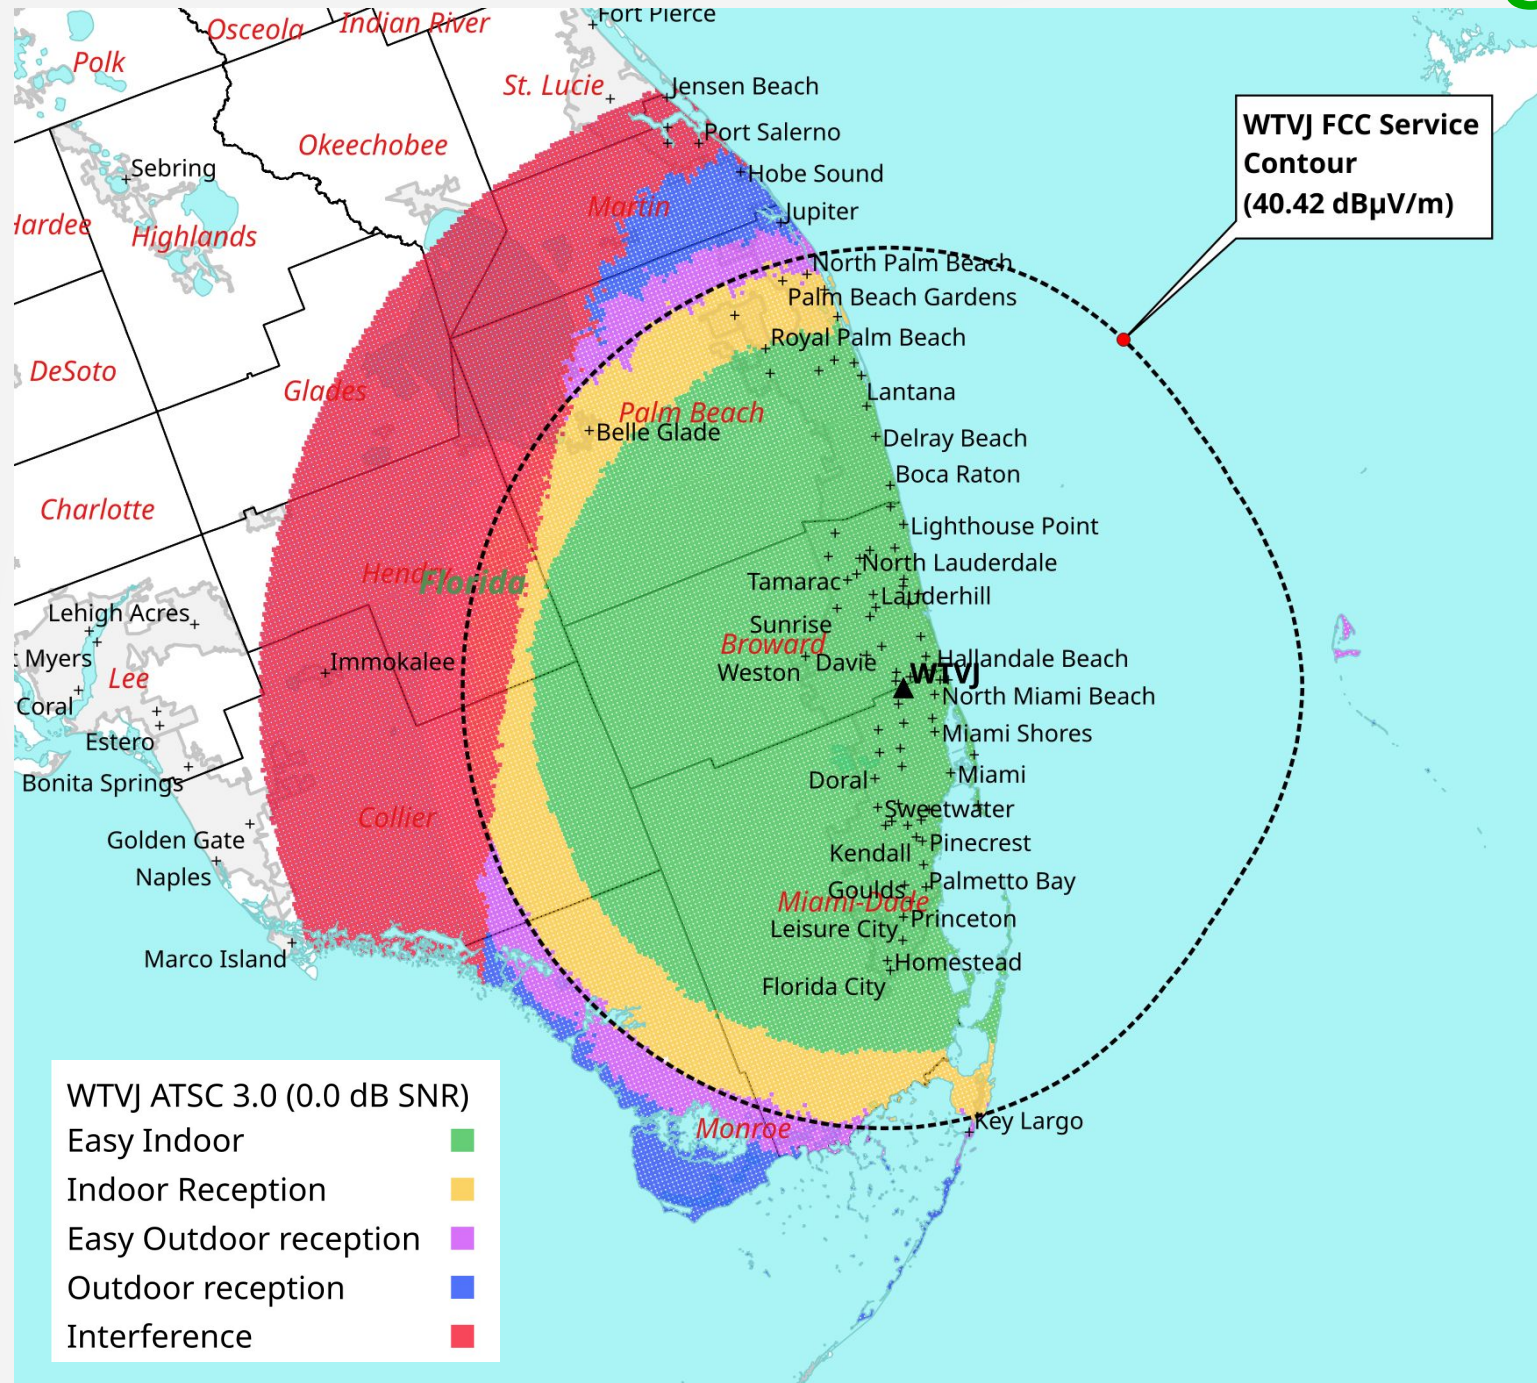 Fort Pierce
Osceola
Indian River
Polk
St. Lucie
Jensen Beach
WTVJ FCC Service
Contour
(40.42 dBµV/m)
Port Salerno
Okeechobee
Sebring
Hobe Sound
Martin
Jupiter
Hardee
Highlands
North Palm Beach
Palm Beach Gardens
Royal Palm Beach
DeSoto
Glades
Lantana
Palm Beach
Belle Glade
Delray Beach
Boca Raton
Charlotte
Lighthouse Point
North Lauderdale
Hendry
Florida
Tamarac
Lauderhill
Lehigh Acres
Sunrise
Broward
t Myers
Immokalee
Davie
Hallandale Beach
Weston
WTVJ
Lee
North Miami Beach
Coral
Miami Shores
Estero
Miami
Doral
Bonita Springs
Sweetwater
Collier
Golden Gate
Pinecrest
Kendall
Naples
Palmetto Bay
Goulds
Miami-Dade
Princeton
Leisure City
Marco Island
Homestead
Florida City
WTVJ ATSC 3.0 (0.0 dB SNR)
Easy Indoor
Indoor Reception
Easy Outdoor reception
Outdoor reception
Interference
Key Largo
Monroe